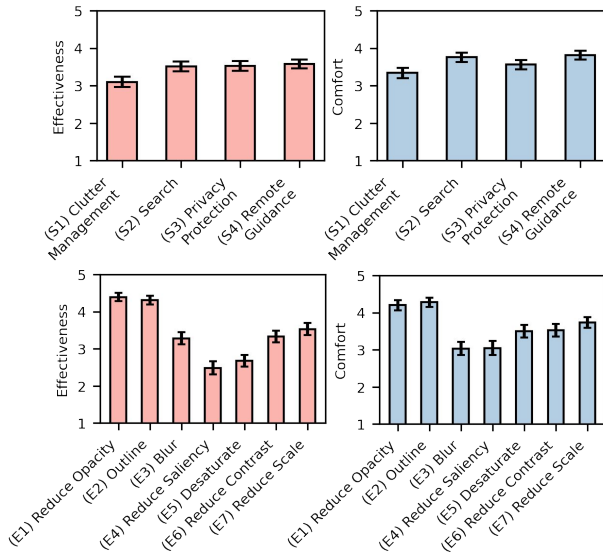 5
4
3
2
1
Effectiveness
(S1) Clutter
Management
(S2) Search
(S3) Privacy
Protection
(S4) Remote
Guidance
5
4
3
2
1
Comfort
(S1) Clutter
Management
(S2) Search
(S3) Privacy
Protection
(S4) Remote
Guidance
5
4
3
2
1
Effectiveness
(E1) Reduce Opacity
(E2) Outline
(E3) Blur
(E4) Reduce Saliency
(E5) Desaturate
(E6) Reduce Contrast
(E7) Reduce Scale
5
4
3
2
1
Comfort
(E1) Reduce Opacity
(E2) Outline
(E3) Blur
(E4) Reduce Saliency
(E5) Desaturate
(E6) Reduce Contrast
(E7) Reduce Scale